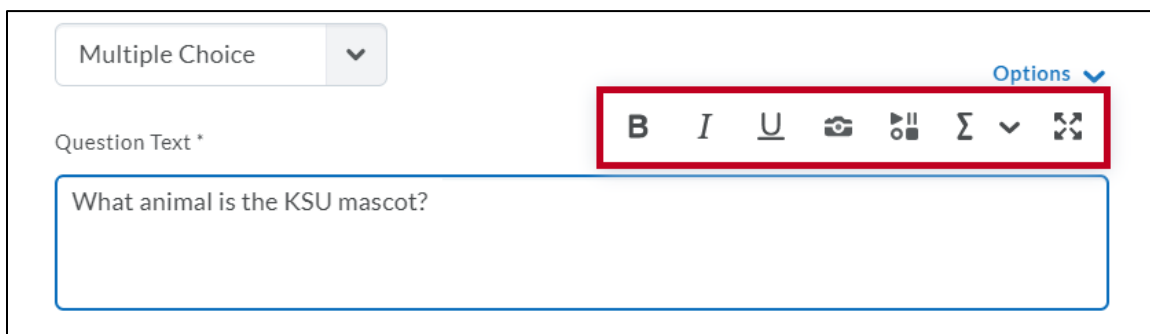 Multiple Choice
Options
B I U Σ
Question Text *
What animal is the KSU mascot?